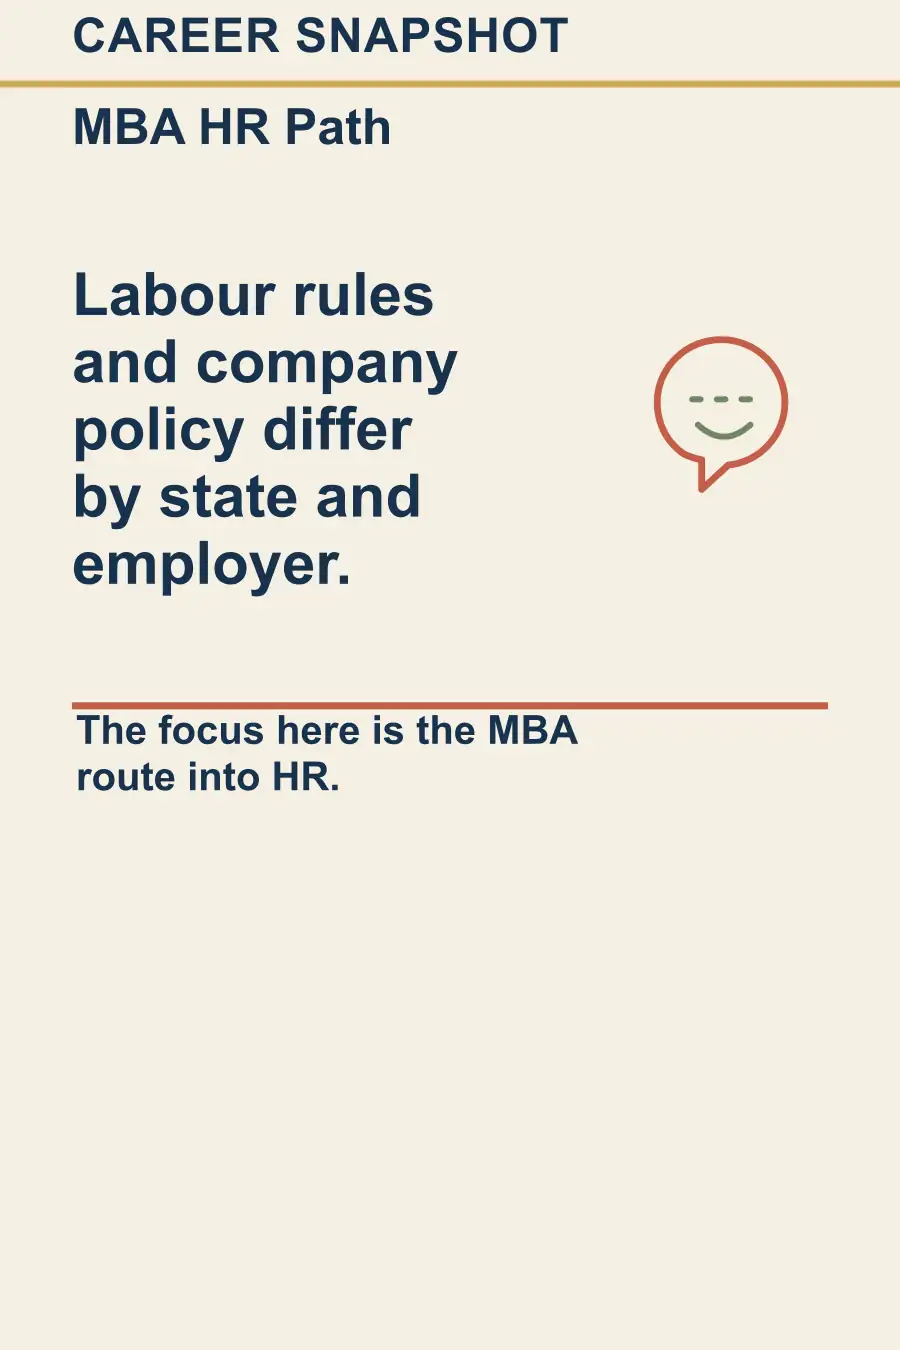 CAREER SNAPSHOT
MBA HR Path
Labour rules
and company
policy differ
by state and
employer.
The focus here is the MBA
route into HR.